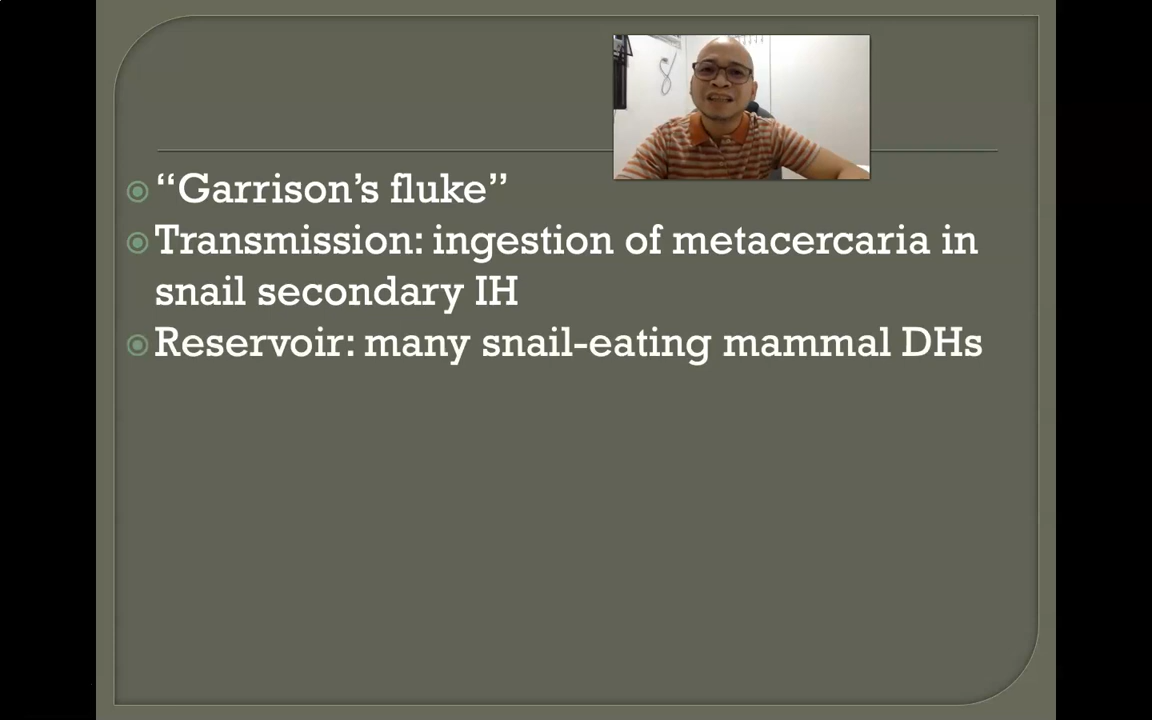 “Garrison’s fluke”
Transmission: ingestion of metacercaria in
snail secondary IH
Reservoir: many snail-eating mammal DHs